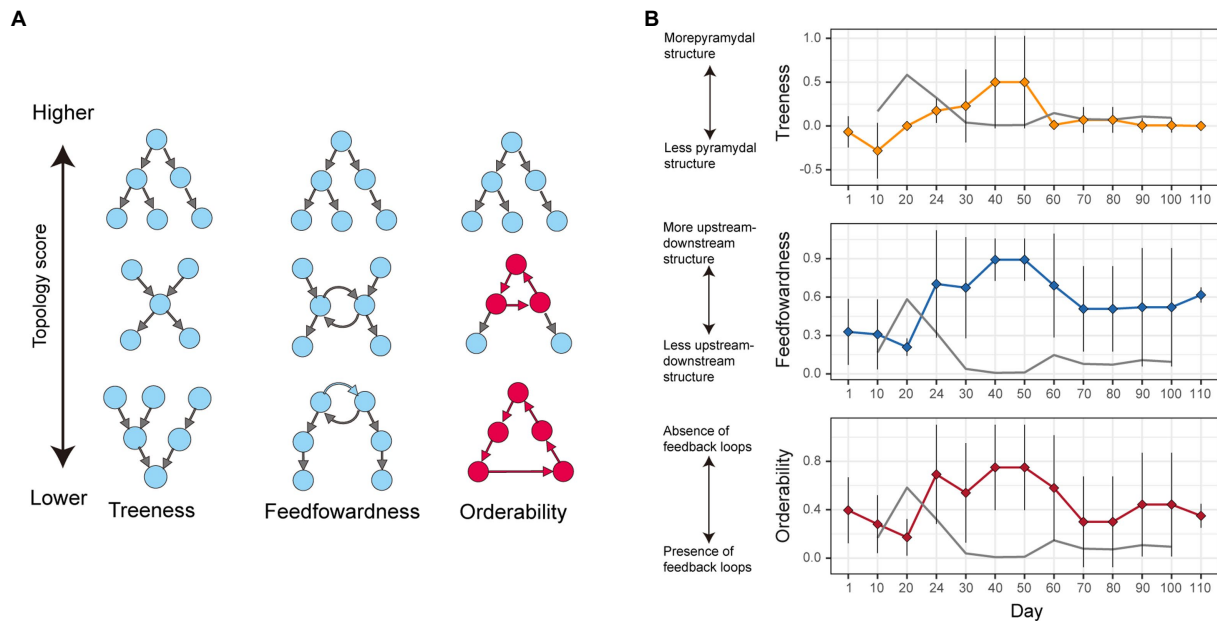 A
Higher
Topology score
Lower
Treeness
Feedfowardness
Orderability
B
Morepyramydal
structure
Less pyramydal
structure
Treeness
1.0
0.5
0.0
-0.5
1 10 20 24 30 40 50 60 70 80 90 100 110
More upstream-
downstream
structure
Less upstream-
downstream
structure
Feedfowardness
0.9
0.6
0.3
0.0
1 10 20 24 30 40 50 60 70 80 90 100 110
Absence of
feedback loops
Presence of
feedback loops
Orderability
0.8
0.4
0.0
1 10 20 24 30 40 50 60 70 80 90 100 110
Day